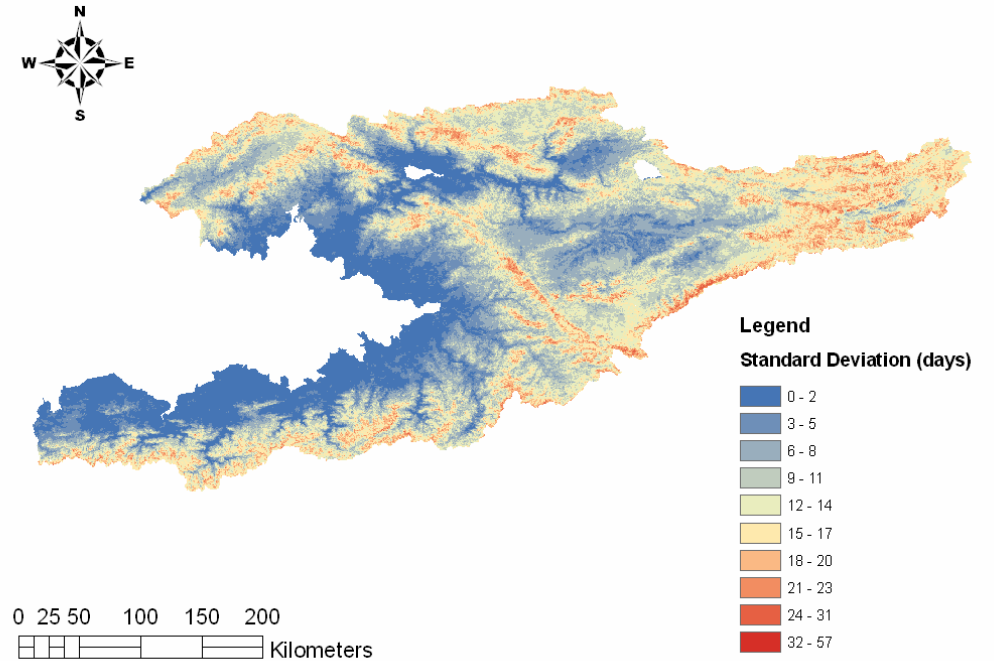 N
W E
S
Legend
Standard Deviation (days)
0 - 2
3 - 5
6 - 8
9 - 11
12 - 14
15 - 17
18 - 20
21 - 23
24 - 31
32 - 57
0 25 50 100 150 200
Kilometers